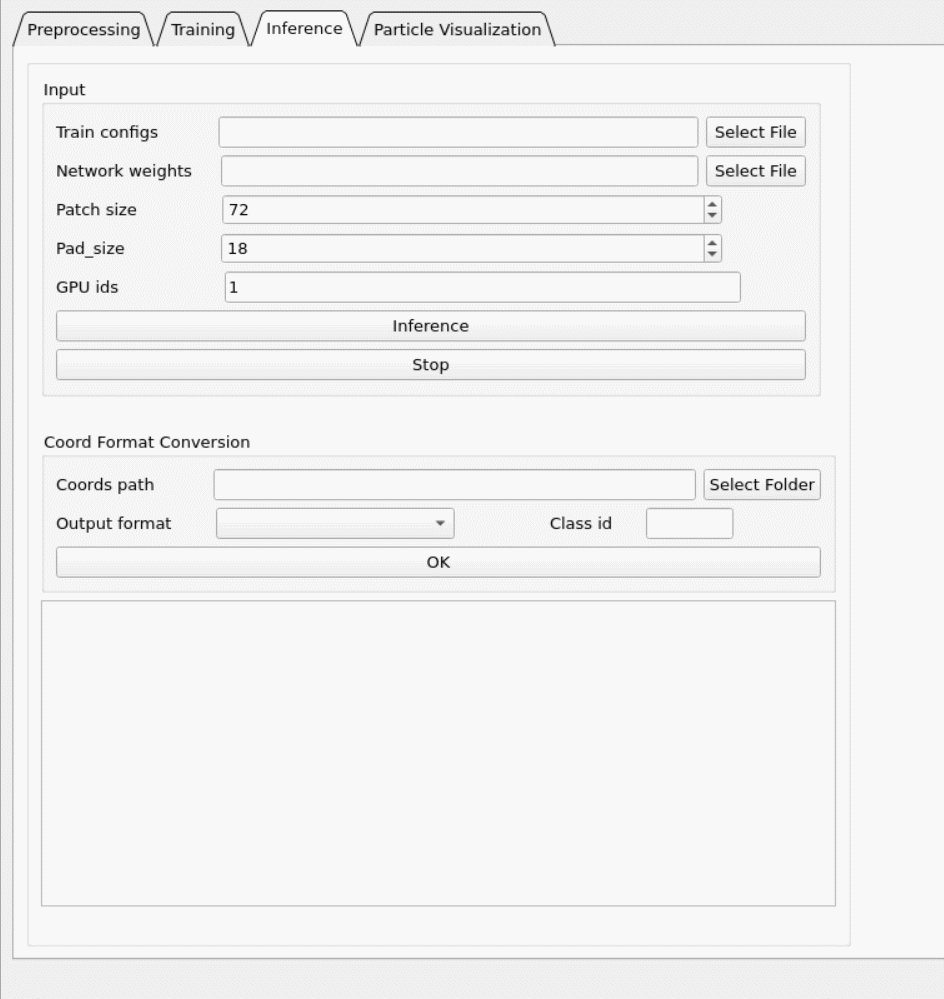 Preprocessing Training Inference Particle Visualization
Input
Train configs Select File
Network weights Select File
Patch size 72
Pad_size 18
GPU ids 1
Inference
Stop
Coord Format Conversion
Coords path Select Folder
Output format Class id
OK